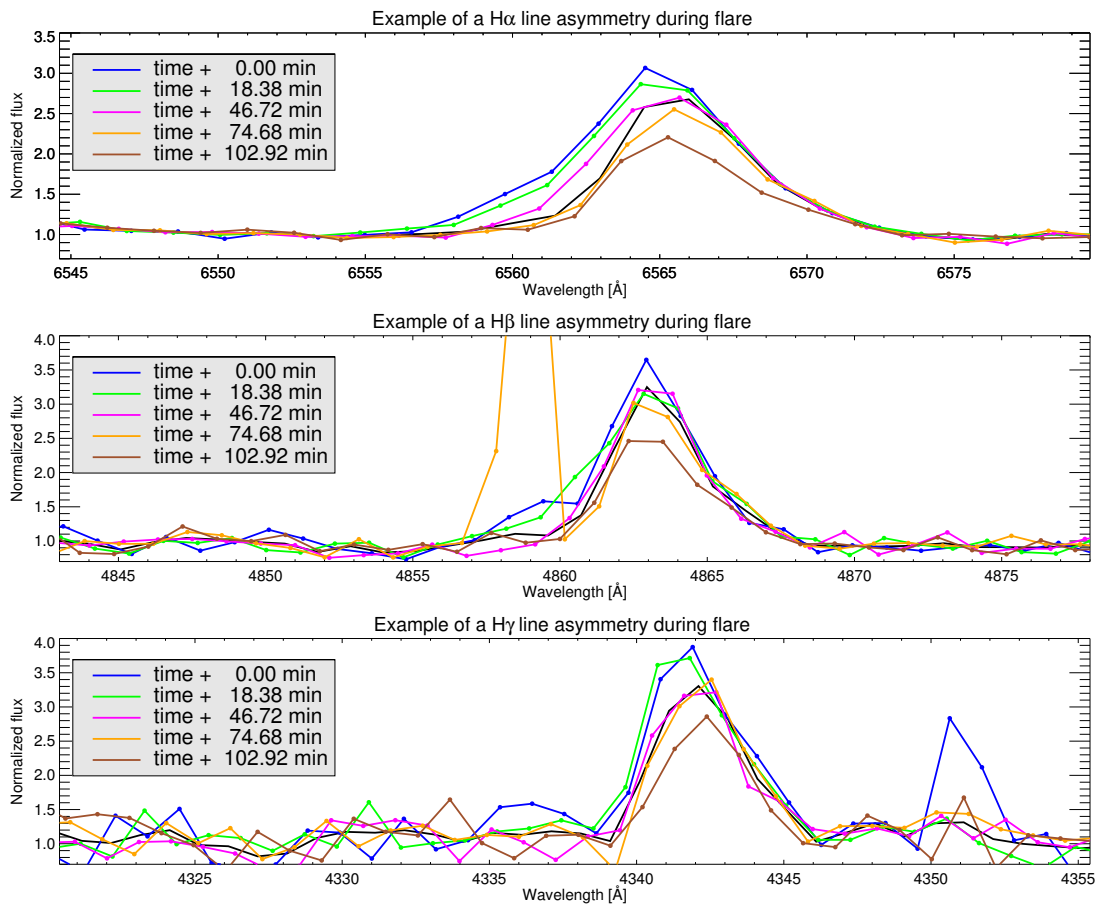 Example of a Hα line asymmetry during flare
3.5
3.0
2.5
2.0
1.5
1.0
Normalized flux
time + 0.00 min
time + 18.38 min
time + 46.72 min
time + 74.68 min
time + 102.92 min
6545 6550 6555 6560 6565 6570 6575
Wavelength [Å]
Example of a Hβ line asymmetry during flare
4.0
3.5
3.0
2.5
2.0
1.5
1.0
Normalized flux
time + 0.00 min
time + 18.38 min
time + 46.72 min
time + 74.68 min
time + 102.92 min
4845 4850 4855 4860 4865 4870 4875
Wavelength [Å]
Example of a Hγ line asymmetry during flare
4.0
3.5
3.0
2.5
2.0
1.5
1.0
Normalized flux
time + 0.00 min
time + 18.38 min
time + 46.72 min
time + 74.68 min
time + 102.92 min
4325 4330 4335 4340 4345 4350 4355
Wavelength [Å]